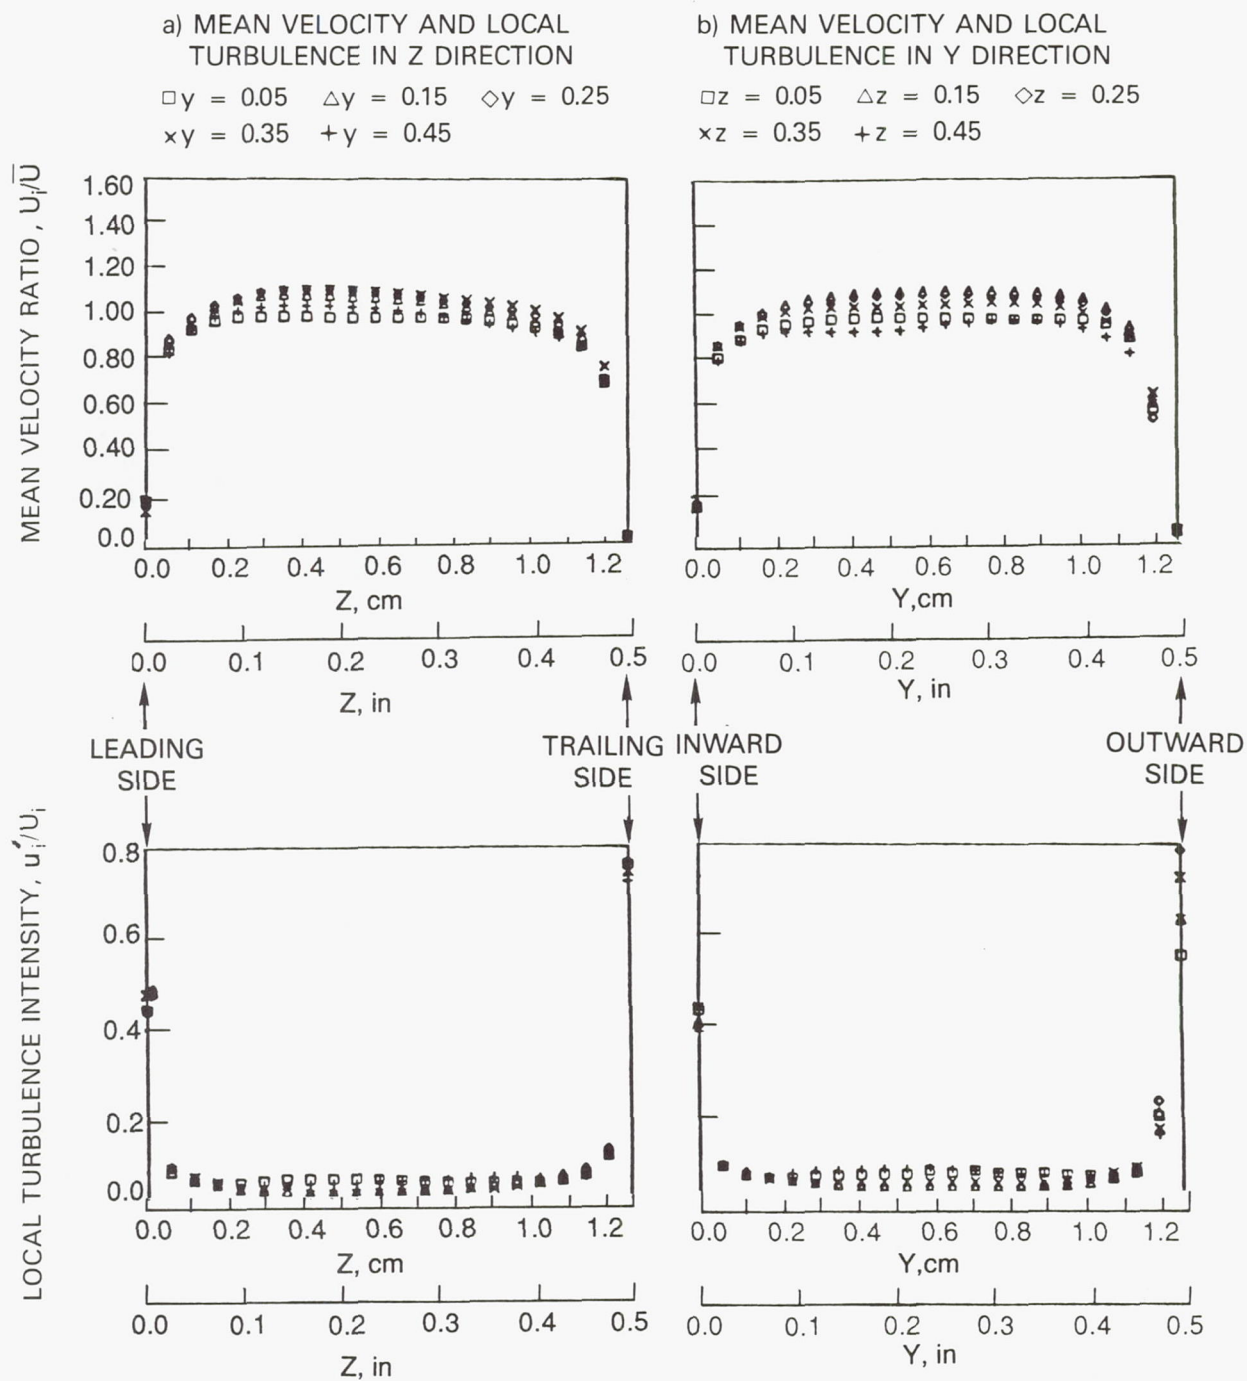 a) MEAN VELOCITY AND LOCAL
TURBULENCE IN Z DIRECTION
□ y = 0.05 △ y = 0.15 ◇ y = 0.25
× y = 0.35 + y = 0.45
b) MEAN VELOCITY AND LOCAL
TURBULENCE IN Y DIRECTION
□ z = 0.05 △ z = 0.15 ◇ z = 0.25
× z = 0.35 + z = 0.45
MEAN VELOCITY RATIO, Ui/U̅
1.60
1.40
1.20
1.00
0.80
0.60
0.40
0.20
0.0
0.0 0.2 0.4 0.6 0.8 1.0 1.2
Z, cm
0.0 0.1 0.2 0.3 0.4 0.5
Z, in
0.0 0.2 0.4 0.6 0.8 1.0 1.2
Y,cm
0.0 0.1 0.2 0.3 0.4 0.5
Y, in
LEADING
SIDE
TRAILING
SIDE
INWARD
SIDE
OUTWARD
SIDE
LOCAL TURBULENCE INTENSITY, u'i/Ui
0.8
0.6
0.4
0.2
0.0
0.0 0.2 0.4 0.6 0.8 1.0 1.2
Z, cm
0.0 0.1 0.2 0.3 0.4 0.5
Z, in
0.0 0.2 0.4 0.6 0.8 1.0 1.2
Y,cm
0.0 0.1 0.2 0.3 0.4 0.5
Y, in